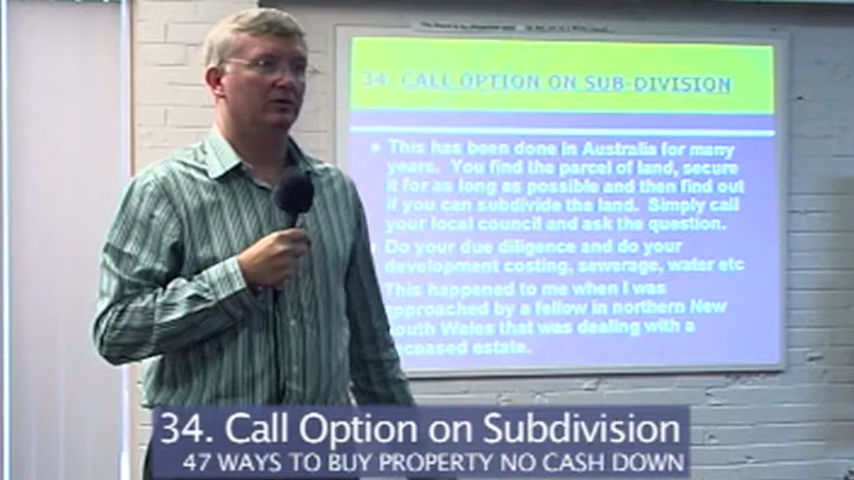 34. CALL OPTION ON SUB-DIVISION
This has been done in Australia for many
years. You find the parcel of land, secure
it for as long as possible and then find out
if you can subdivide the land. Simply call
your local council and ask the question.
Do your due diligence and do your
development costing, sewerage, water etc
This happened to me when I was
approached by a fellow in northern New
South Wales that was dealing with a
deceased estate.
34. Call Option on Subdivision
47 WAYS TO BUY PROPERTY NO CASH DOWN